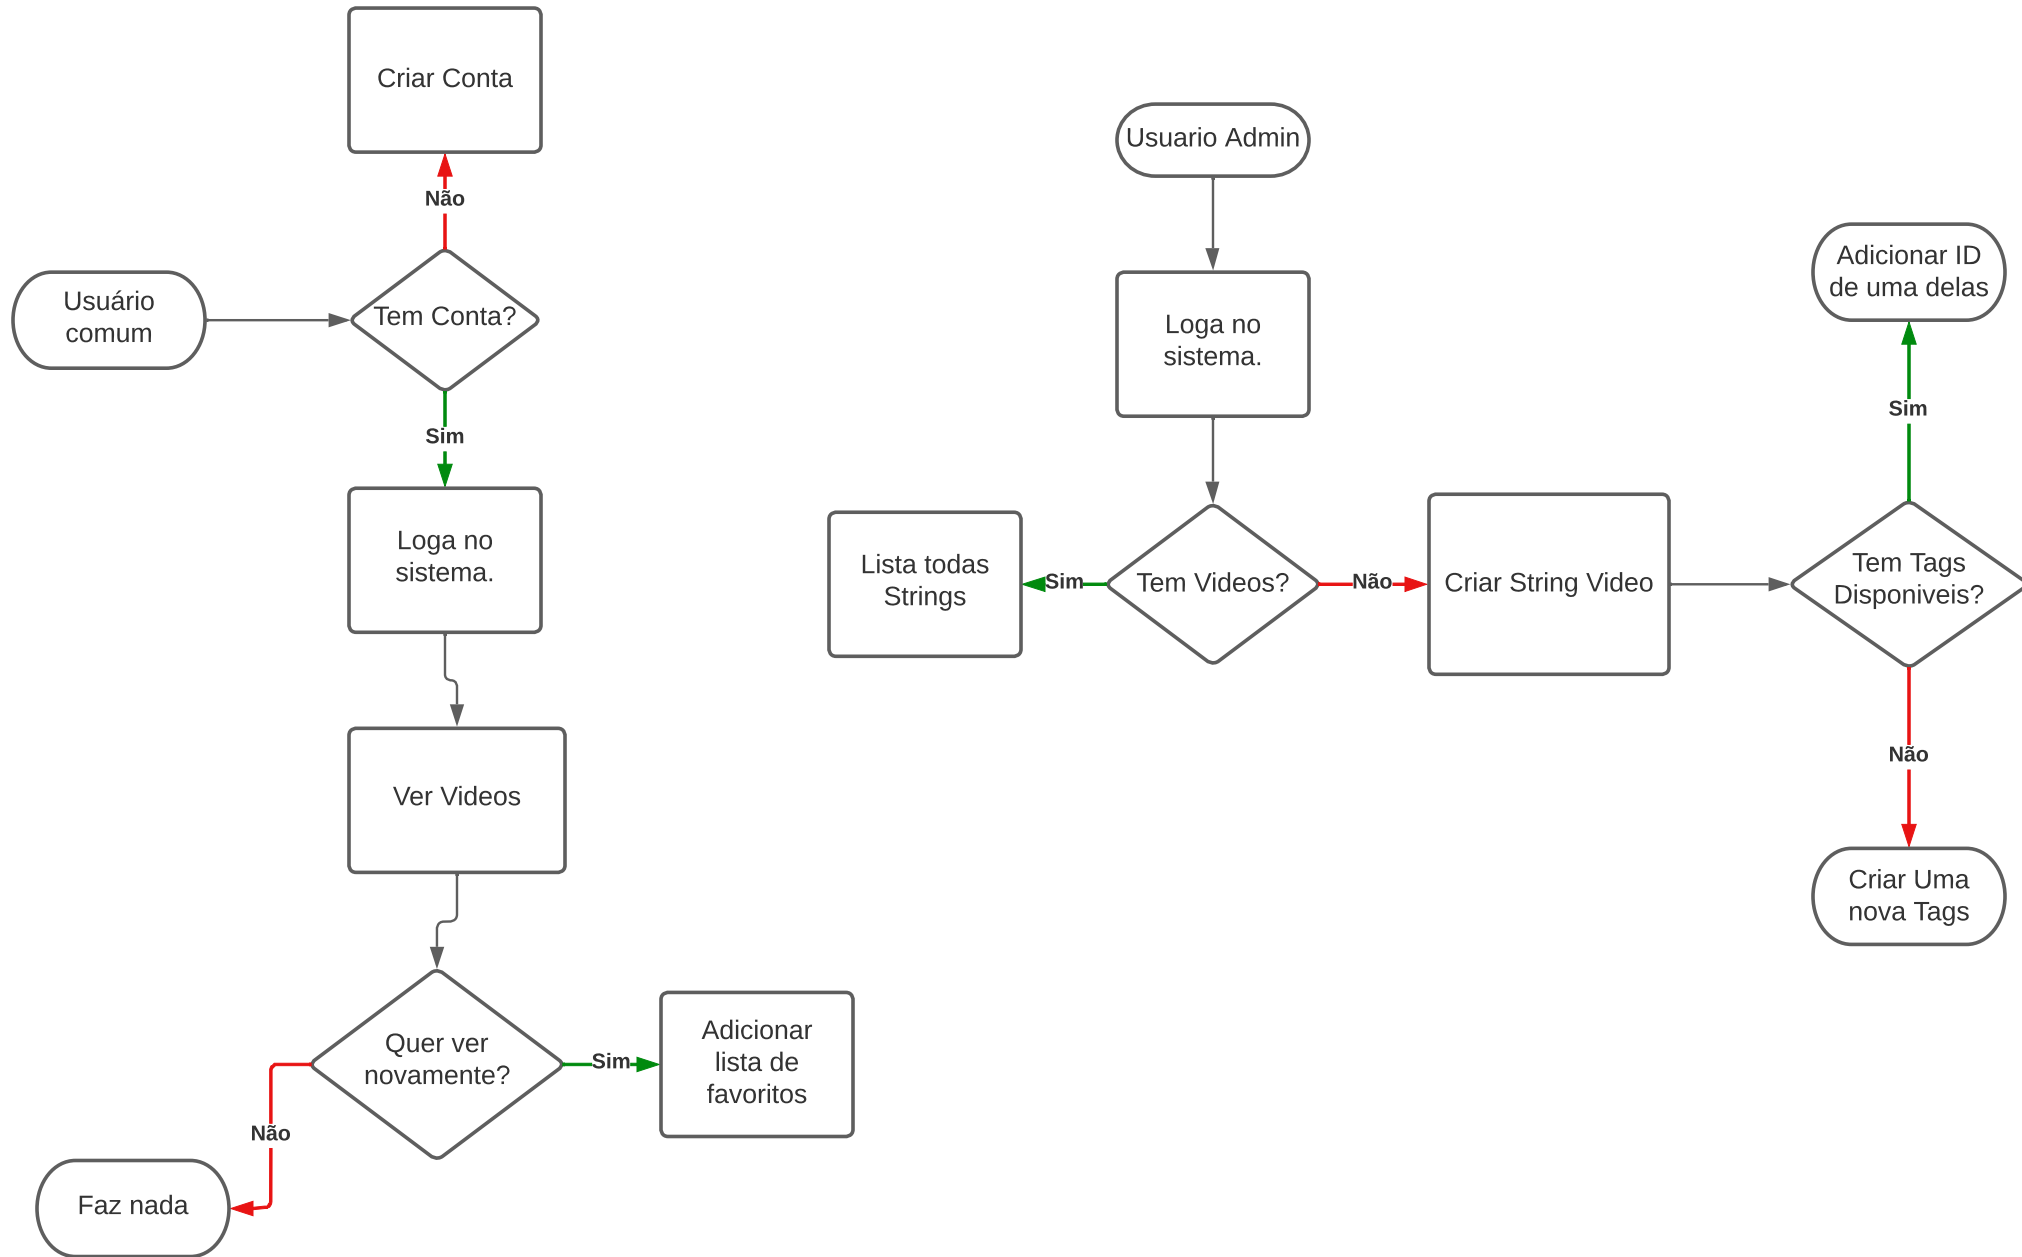 Criar Conta
Não
Usuário
comum
Tem Conta?
Sim
Loga no
sistema.
Ver Videos
Quer ver
novamente?
Sim
Adicionar
lista de
favoritos
Não
Faz nada
Usuario Admin
Loga no
sistema.
Tem Videos?
Sim
Lista todas
Strings
Não
Criar String Video
Tem Tags
Disponiveis?
Sim
Adicionar ID
de uma delas
Não
Criar Uma
nova Tags